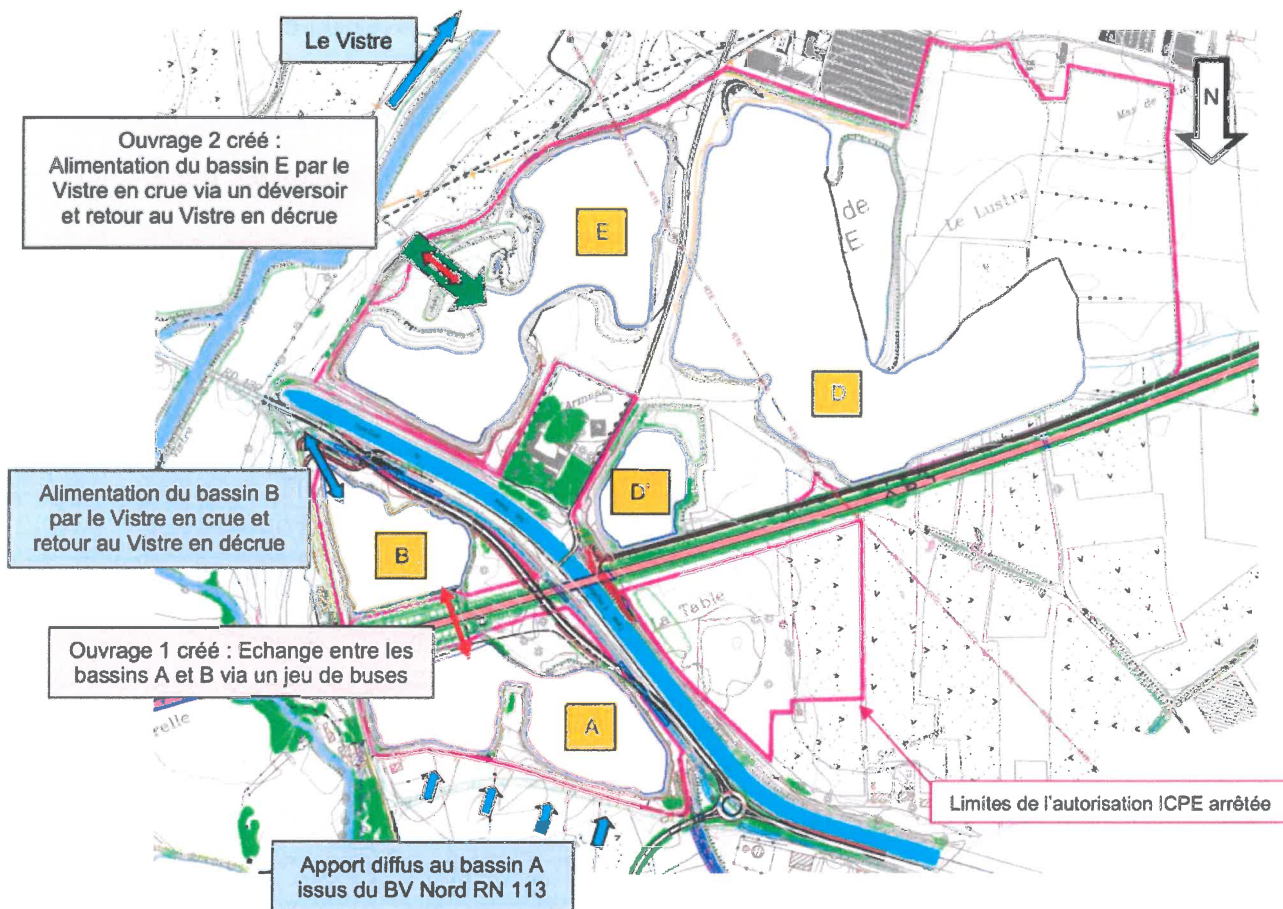 Le Vistre
N
Ouvrage 2 créé :
Alimentation du bassin E par le
Vistre en crue via un déversoir
et retour au Vistre en décrue
Mas de
Le Lustre
de
E
E
D
D'
Alimentation du bassin B
par le Vistre en crue et
retour au Vistre en décrue
B
La Table
Ouvrage 1 créé : Echange entre les
bassins A et B via un jeu de buses
A
Limites de l'autorisation ICPE arrêtée
Apport diffus au bassin A
issus du BV Nord RN 113